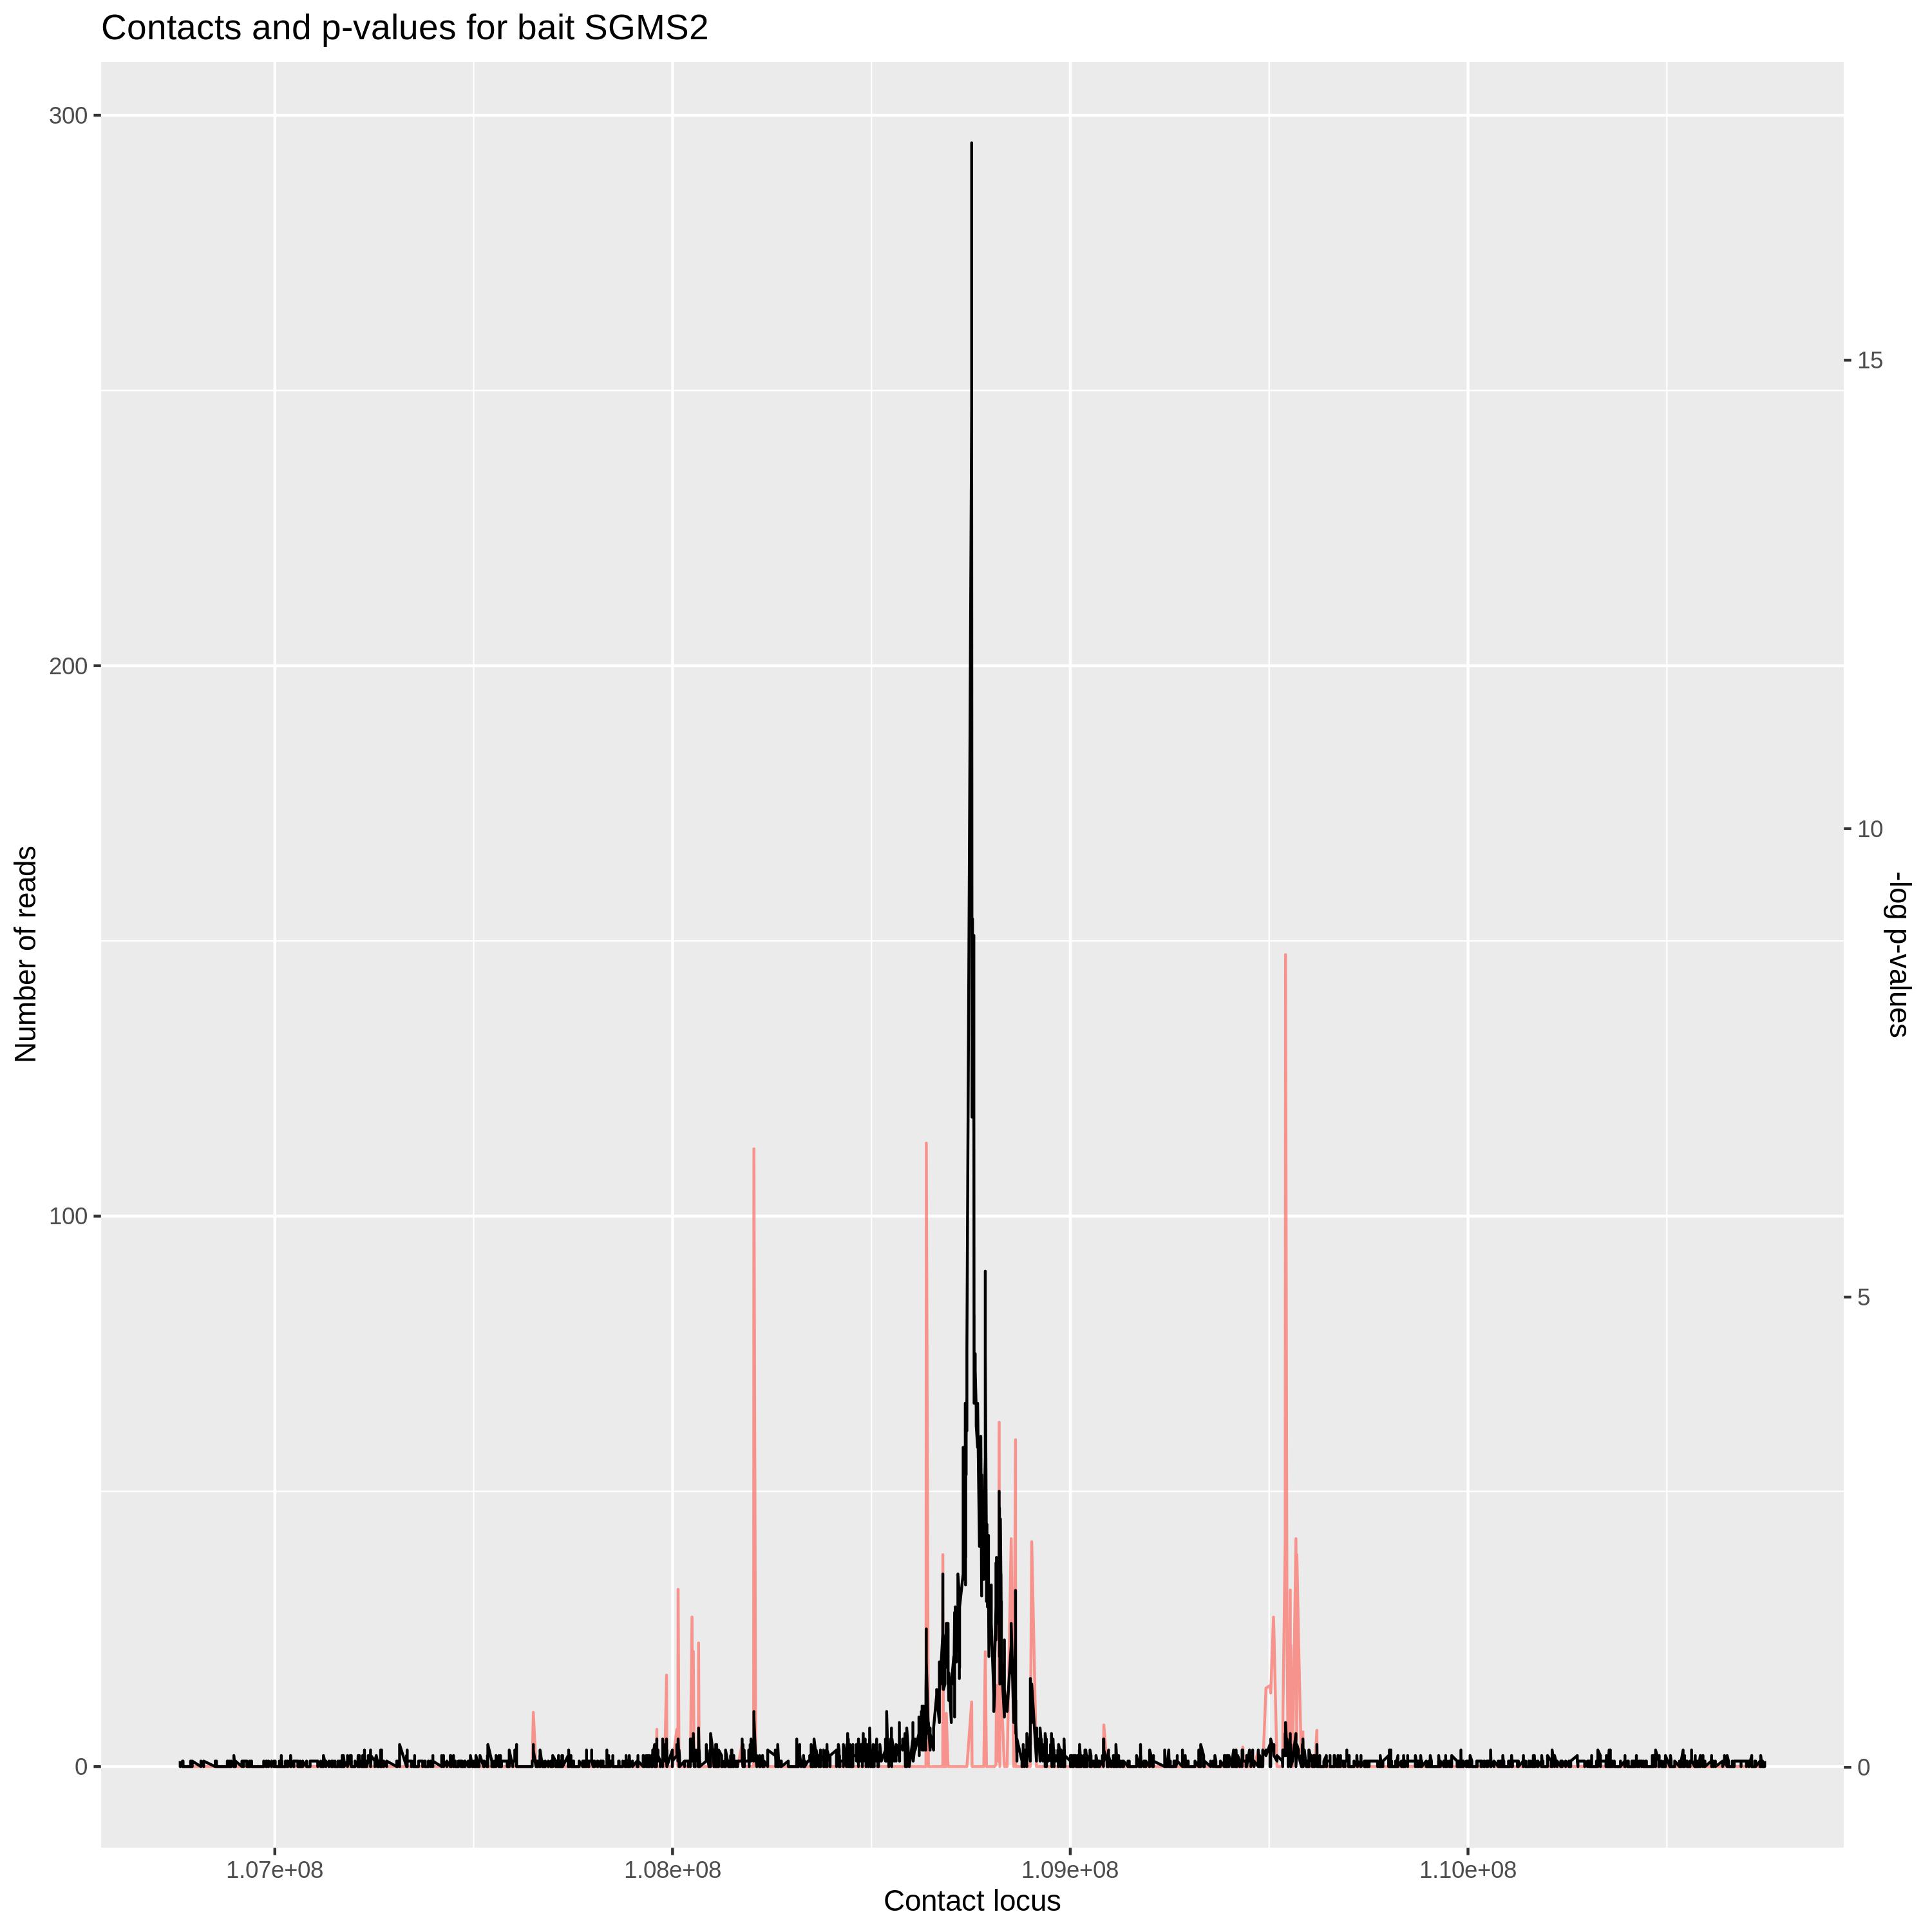 Contacts and p-values for bait SGMS2
300
200
100
0
Number of reads
15
10
5
0
-log p-values
1.07e+08 1.08e+08 1.09e+08 1.10e+08
Contact locus